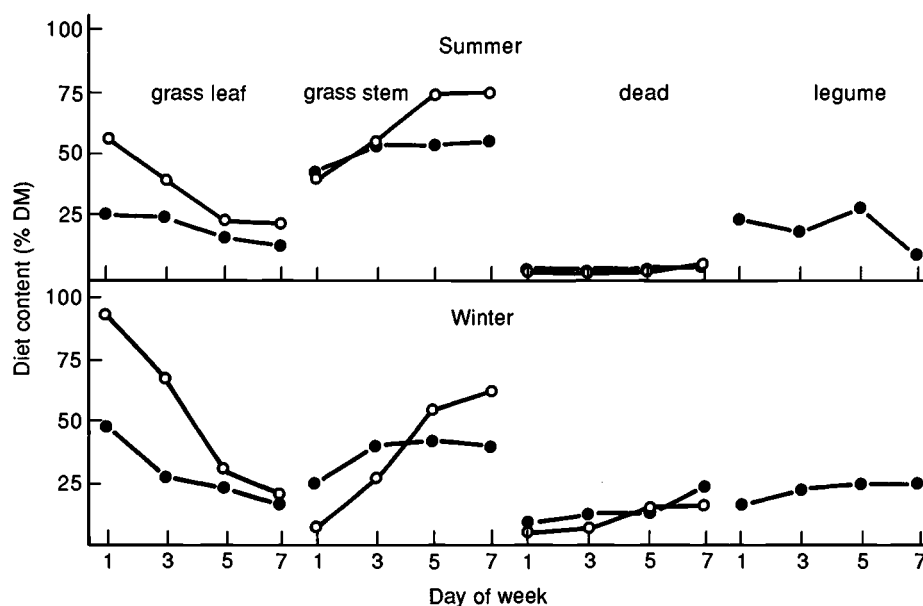 100
Summer
75
grass leaf grass stem dead legume
50
25
Diet content (% DM)
100
Winter
75
50
25
1 3 5 7 1 3 5 7 1 3 5 7 1 3 5 7
Day of week